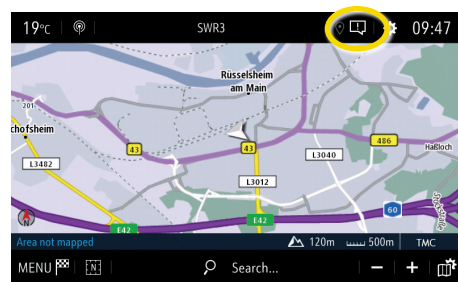 19°C
SWR3
09:47
Rüsselsheim
am Main
201
chofsheim
43
43
486
Haßloch
L3482
L3040
L3012
60
E42
E42
Area not mapped
120m
500m
TMC
MENU
N
Search...